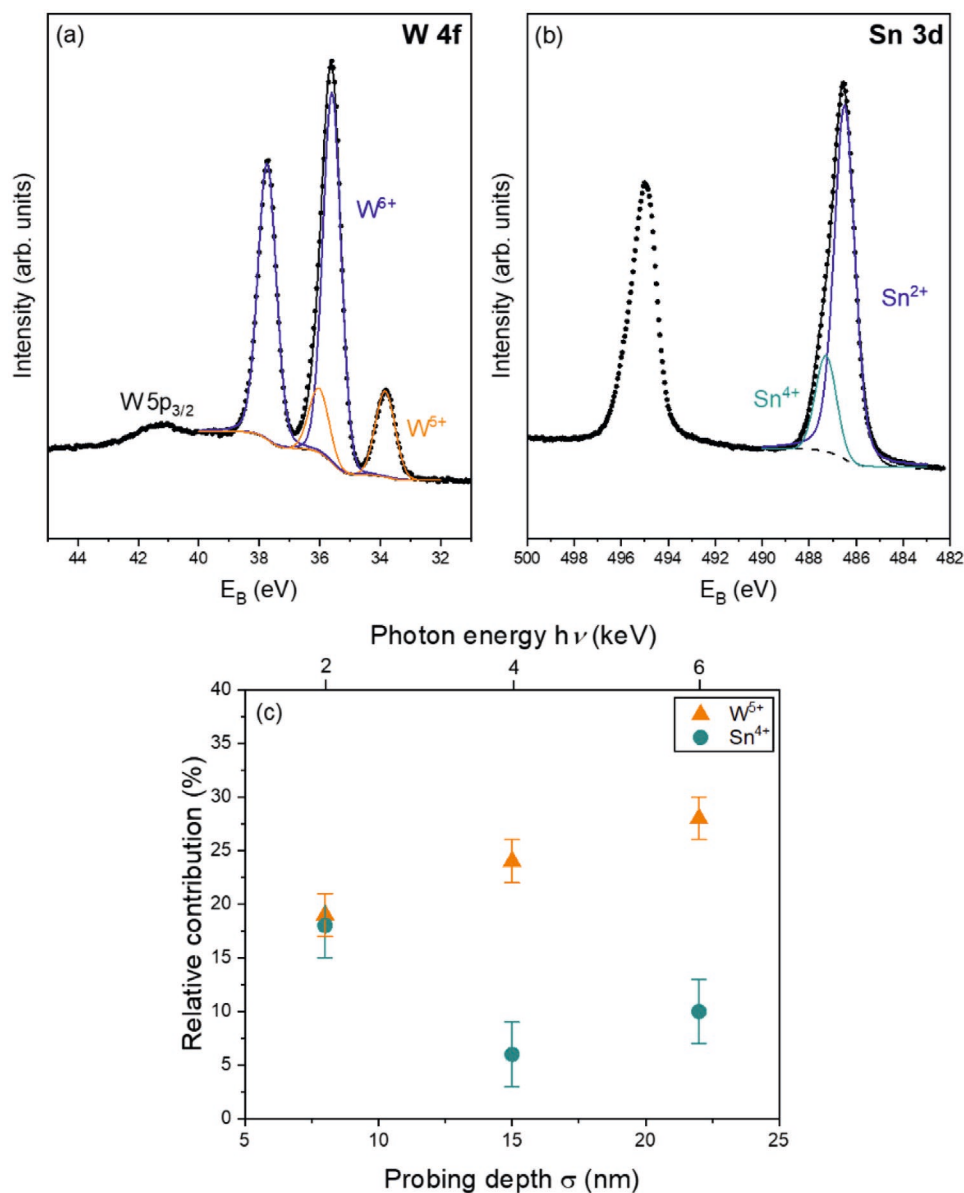 (a) W 4f
Intensity (arb. units)
W⁶⁺
W 5p₃/₂
W⁵⁺
44 42 40 38 36 34 32
E_B (eV)
(b) Sn 3d
Intensity (arb. units)
Sn²⁺
Sn⁴⁺
500 498 496 494 492 490 488 486 484 482
E_B (eV)
Photon energy hν (keV)
2 4 6
(c)
W⁵⁺
Sn⁴⁺
Relative contribution (%)
40
35
30
25
20
15
10
5
0
5 10 15 20 25
Probing depth σ (nm)